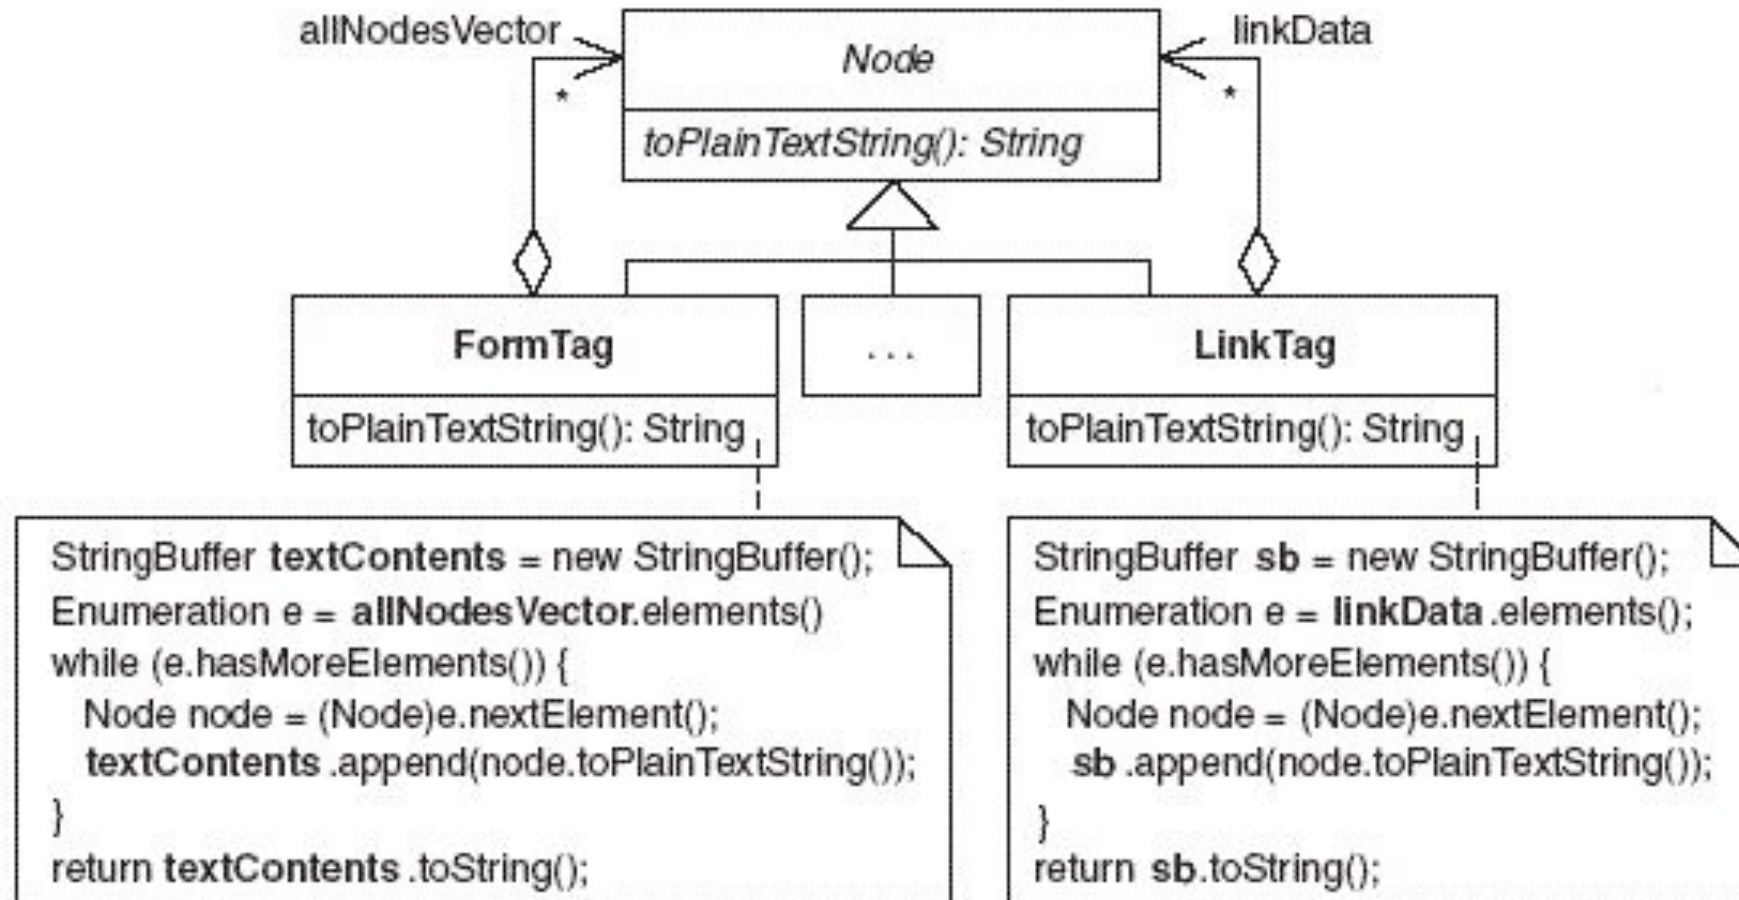 allNodesVector
linkData
Node
*
*
toPlainTextString(): String
FormTag
. . .
LinkTag
toPlainTextString(): String
toPlainTextString(): String
StringBuffer textContents = new StringBuffer();
Enumeration e = allNodesVector.elements()
while (e.hasMoreElements()) {
Node node = (Node)e.nextElement();
textContents.append(node.toPlainTextString());
}
return textContents.toString();
StringBuffer sb = new StringBuffer();
Enumeration e = linkData.elements();
while (e.hasMoreElements()) {
Node node = (Node)e.nextElement();
sb.append(node.toPlainTextString());
}
return sb.toString();